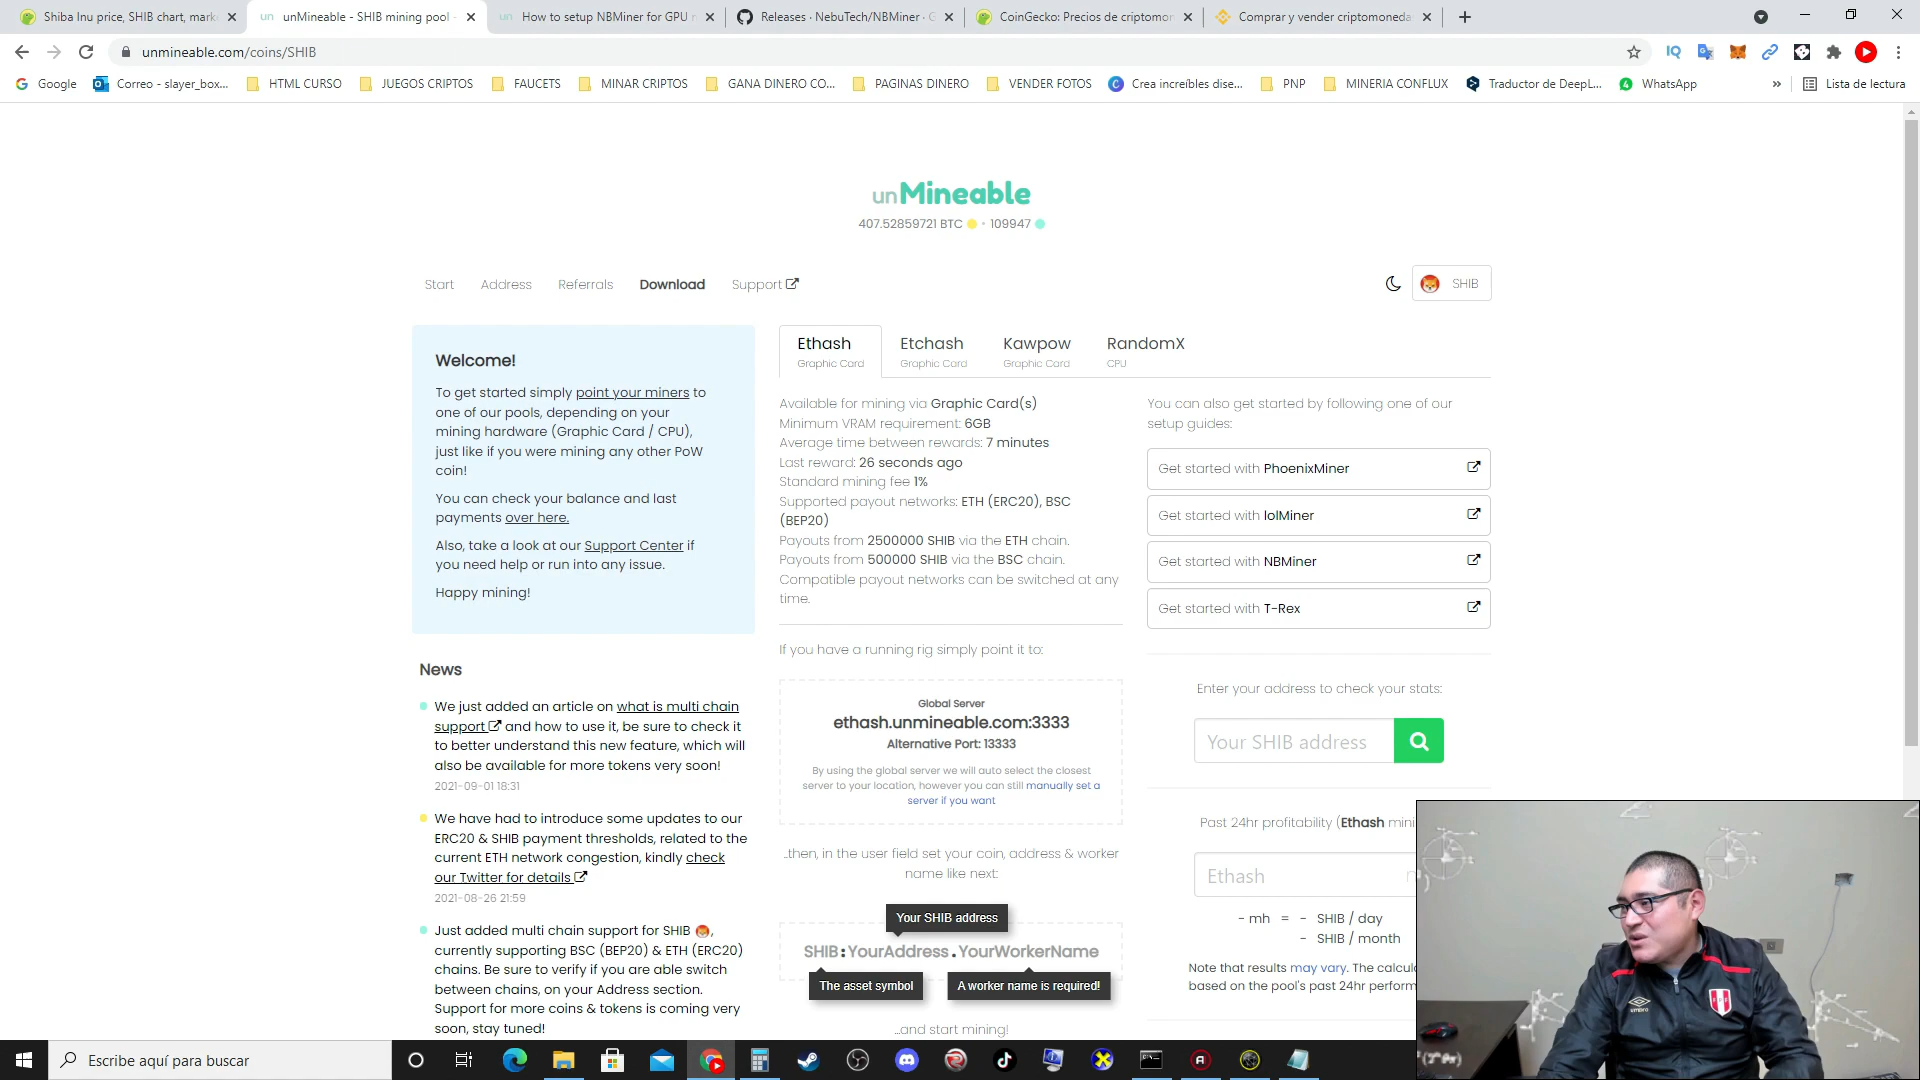 Shiba Inu price, SHIB chart, mark
unMineable - SHIB mining pool -
How to setup NBMiner for GPU
Releases · NebuTech/NBMiner · G
CoinGecko: Precios de criptomon
Comprar y vender criptomoneda
unmineable.com/coins/SHIB
Google
Correo - slayer_box...
HTML CURSO
JUEGOS CRIPTOS
FAUCETS
MINAR CRIPTOS
GANA DINERO CO...
PAGINAS DINERO
VENDER FOTOS
Crea increíbles dise...
PNP
MINERIA CONFLUX
Traductor de DeepL...
WhatsApp
»
Lista de lectura
unMineable
407.52859721 BTC • 109947
Start
Address
Referrals
Download
Support
SHIB
Welcome!
To get started simply point your miners to
one of our pools, depending on your
mining hardware (Graphic Card / CPU),
just like if you were mining any other PoW
coin!
You can check your balance and last
payments over here.
Also, take a look at our Support Center if
you need help or run into any issue.
Happy mining!
News
We just added an article on what is multi chain
support and how to use it, be sure to check it
to better understand this new feature, which will
also be available for more tokens very soon!
2021-09-01 18:31
We have had to introduce some updates to our
ERC20 & SHIB payment thresholds, related to the
current ETH network congestion, kindly check
our Twitter for details
2021-08-26 21:59
Just added multi chain support for SHIB ,
currently supporting BSC (BEP20) & ETH (ERC20)
chains. Be sure to verify if you are able switch
between chains, on your Address section.
Support for more coins & tokens is coming very
soon, stay tuned!
Ethash
Graphic Card
Etchash
Graphic Card
Kawpow
Graphic Card
RandomX
CPU
Available for mining via Graphic Card(s)
Minimum VRAM requirement: 6GB
Average time between rewards: 7 minutes
Last reward: 26 seconds ago
Standard mining fee 1%
Supported payout networks: ETH (ERC20), BSC
(BEP20)
Payouts from 2500000 SHIB via the ETH chain.
Payouts from 500000 SHIB via the BSC chain.
Compatible payout networks can be switched at any
time.
If you have a running rig simply point it to:
Global Server
ethash.unmineable.com:3333
Alternative Port: 13333
By using the global server we will auto select the closest
server to your location, however you can still manually set a
server if you want
..then, in the user field set your coin, address & worker
name like next:
Your SHIB address
SHIB:YourAddress.YourWorkerName
The asset symbol
A worker name is required!
...and start mining!
You can also get started by following one of our
setup guides:
Get started with PhoenixMiner
Get started with lolMiner
Get started with NBMiner
Get started with T-Rex
Enter your address to check your stats:
Your SHIB address
Past 24hr profitability (Ethash mini
Ethash
- mh = - SHIB / day
- SHIB / month
Note that results may vary. The calcula
based on the pool's past 24hr perform
umbro
Escribe aquí para buscar